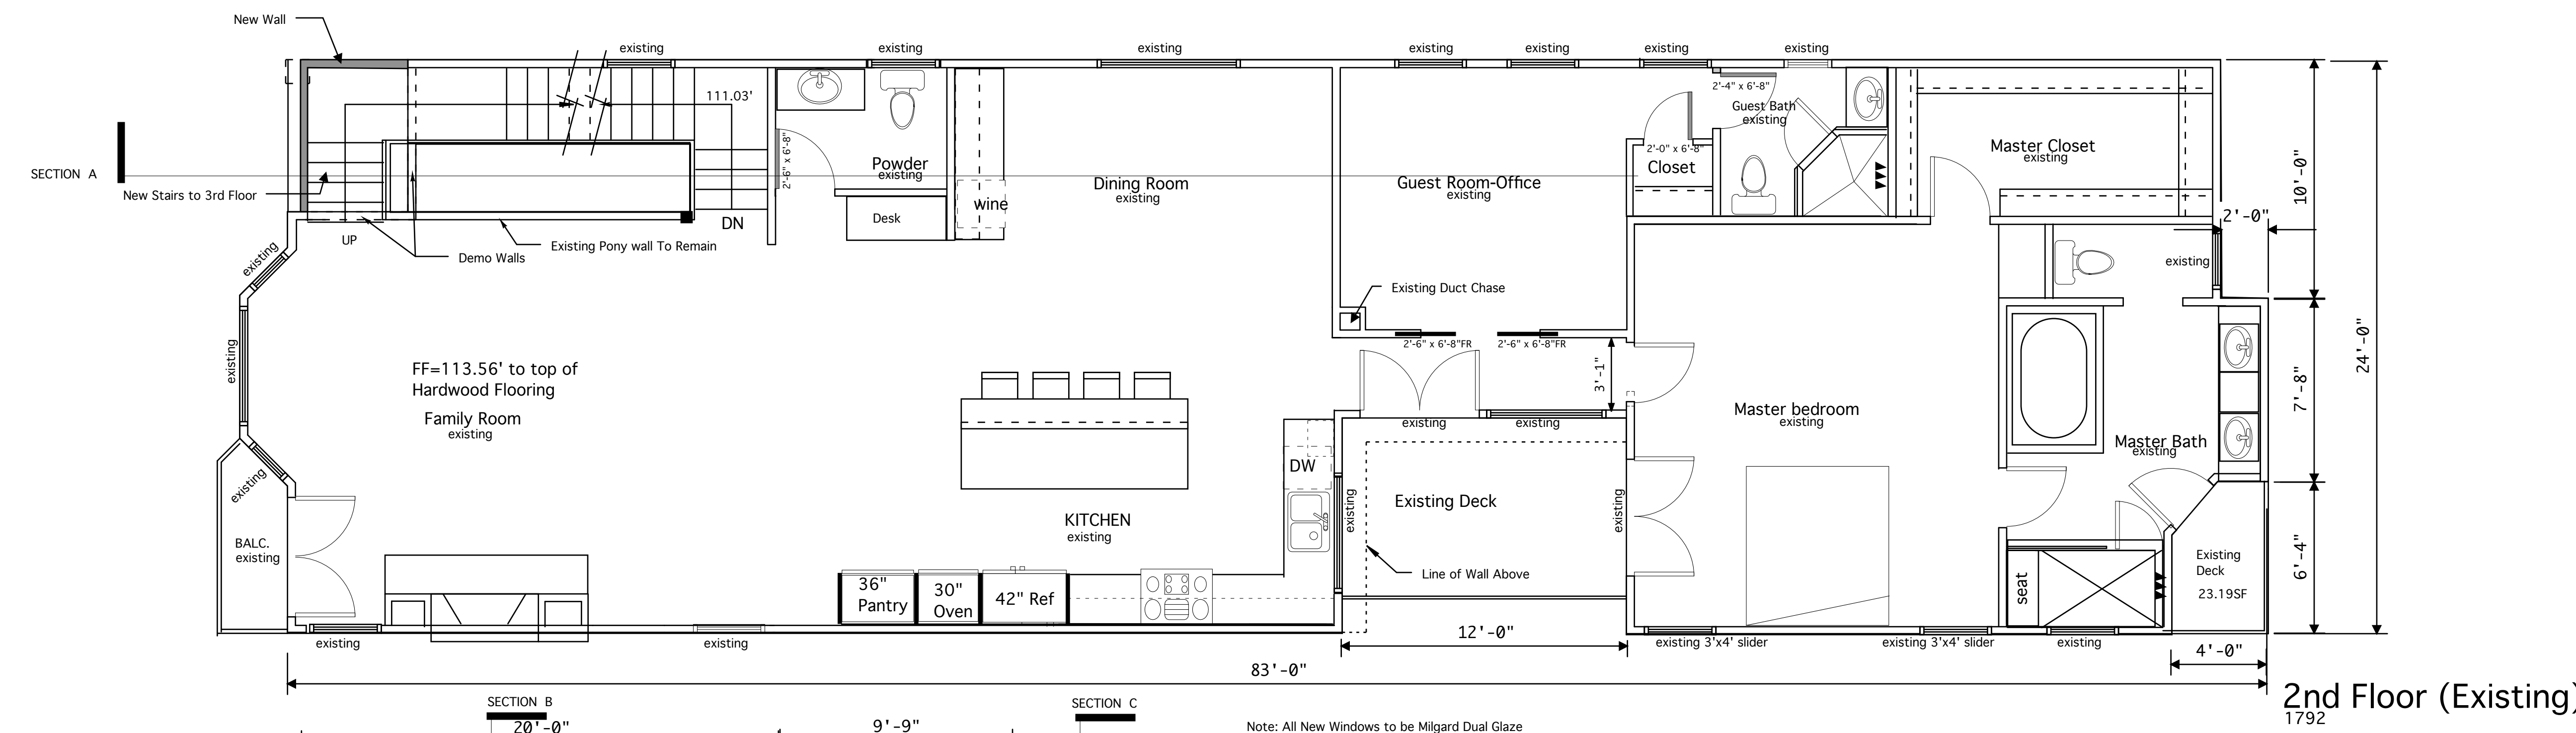 New Wall
existing
existing
existing
existing
existing
existing
existing
111.03'
2'-4" x 6'-8"
Guest Bath
existing
SECTION A
New Stairs to 3rd Floor
2'-6" x 6'-8"
Powder
existing
Desk
wine
Dining Room
existing
Guest Room-Office
existing
2'-0" x 6'-8"
Closet
Master Closet
existing
10'-0"
2'-0"
UP
DN
Existing Pony wall To Remain
Demo Walls
existing
existing
Existing Duct Chase
2'-6" x 6'-8"FR
2'-6" x 6'-8"FR
3'-1"
24'-0"
7'-8"
existing
FF=113.56' to top of
Hardwood Flooring
Family Room
existing
existing
existing
Master bedroom
existing
Master Bath
existing
DW
existing
Existing Deck
existing
existing
KITCHEN
existing
BALC.
existing
Line of Wall Above
36"
Pantry
30"
Oven
42" Ref
seat
Existing
Deck
23.19SF
6'-4"
existing
existing
12'-0"
existing 3'x4' slider
existing 3'x4' slider
existing
4'-0"
83'-0"
2nd Floor (Existing)
1792
SECTION B
20'-0"
9'-9"
SECTION C
Note: All New Windows to be Milgard Dual Glaze